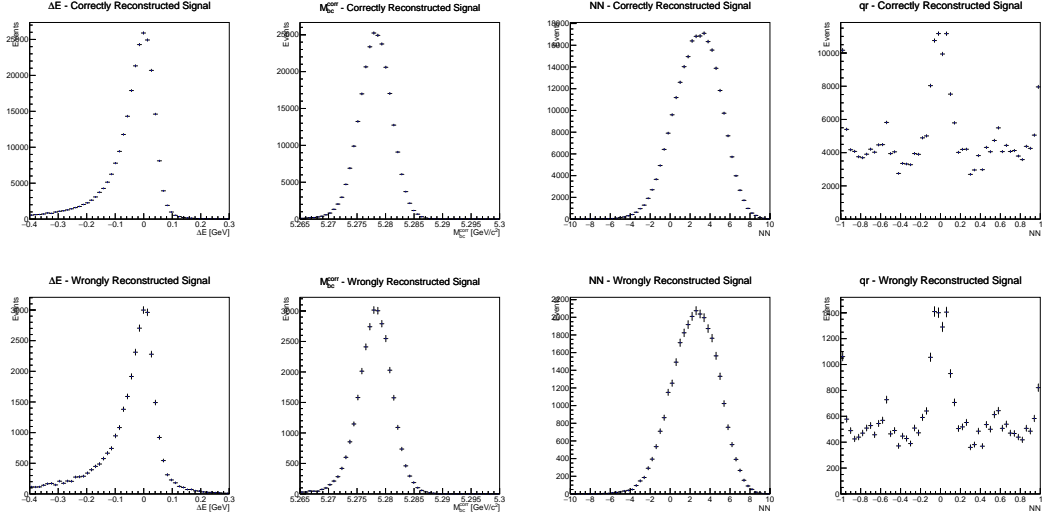 ΔE - Correctly Reconstructed Signal
Events
25000
20000
15000
10000
5000
0
−0.4 −0.3 −0.2 −0.1 0 0.1 0.2 0.3
ΔE [GeV]
M_bc^corr - Correctly Reconstructed Signal
Events
25000
20000
15000
10000
5000
0
5.265 5.27 5.275 5.28 5.285 5.29 5.295 5.3
M_bc^corr [GeV/c²]
NN - Correctly Reconstructed Signal
Events
18000
16000
14000
12000
10000
8000
6000
4000
2000
0
−10 −8 −6 −4 −2 0 2 4 6 8 10
NN
qr - Correctly Reconstructed Signal
Events
10000
8000
6000
4000
2000
0
−1 −0.8 −0.6 −0.4 −0.2 0 0.2 0.4 0.6 0.8 1
NN
ΔE - Wrongly Reconstructed Signal
Events
3000
2500
2000
1500
1000
500
0
−0.4 −0.3 −0.2 −0.1 0 0.1 0.2 0.3
ΔE [GeV]
M_bc^corr - Wrongly Reconstructed Signal
Events
3000
2500
2000
1500
1000
500
0
5.265 5.27 5.275 5.28 5.285 5.29 5.295 5.3
M_bc^corr [GeV/c²]
NN - Wrongly Reconstructed Signal
Events
2200
2000
1800
1600
1400
1200
1000
800
600
400
200
0
−10 −8 −6 −4 −2 0 2 4 6 8 10
NN
qr - Wrongly Reconstructed Signal
Events
1400
1200
1000
800
600
400
200
0
−1 −0.8 −0.6 −0.4 −0.2 0 0.2 0.4 0.6 0.8 1
NN